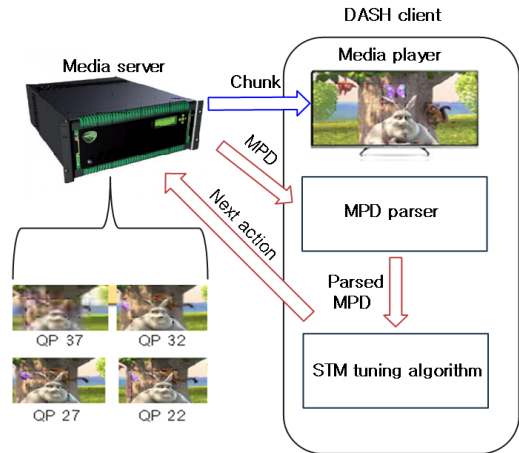 DASH client
Media server
Media player
Chunk
MPD
Next action
MPD parser
Parsed
MPD
STM tuning algorithm
QP 37
QP 32
QP 27
QP 22